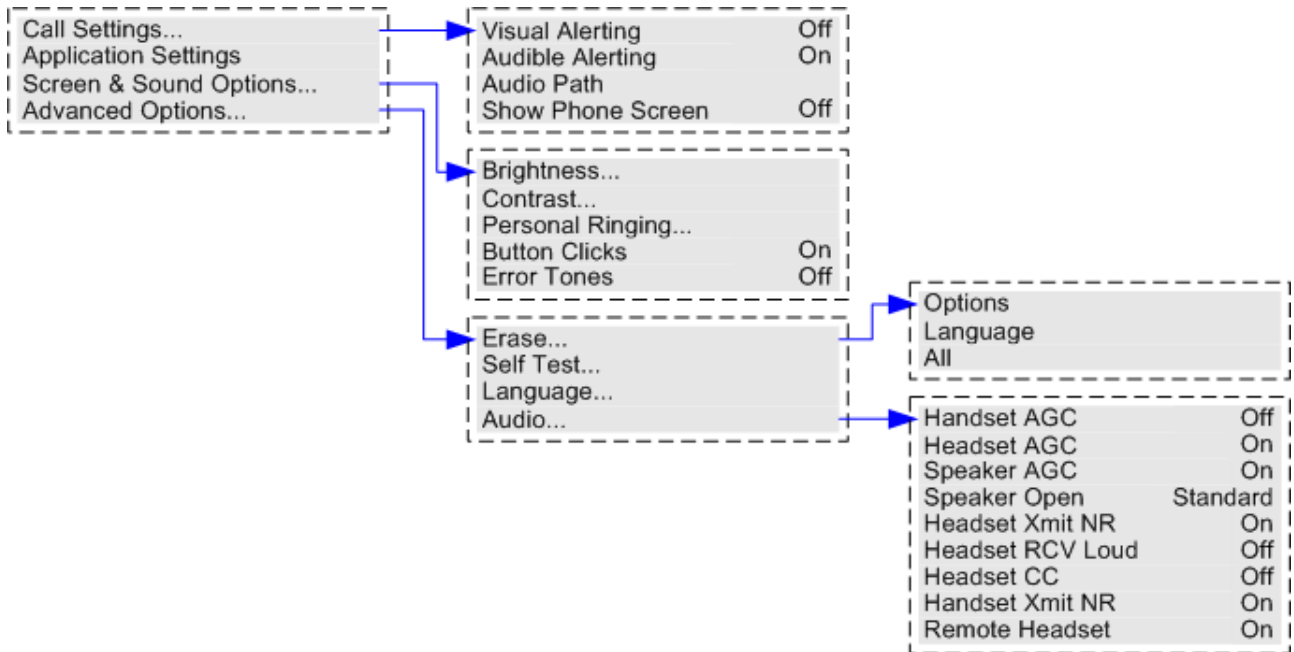 Call Settings...
Application Settings
Screen & Sound Options...
Advanced Options...
Visual Alerting Off
Audible Alerting On
Audio Path
Show Phone Screen Off
Brightness...
Contrast...
Personal Ringing...
Button Clicks On
Error Tones Off
Erase...
Self Test...
Language...
Audio...
Options
Language
All
Handset AGC Off
Headset AGC On
Speaker AGC On
Speaker Open Standard
Headset Xmit NR On
Headset RCV Loud Off
Headset CC Off
Handset Xmit NR On
Remote Headset On